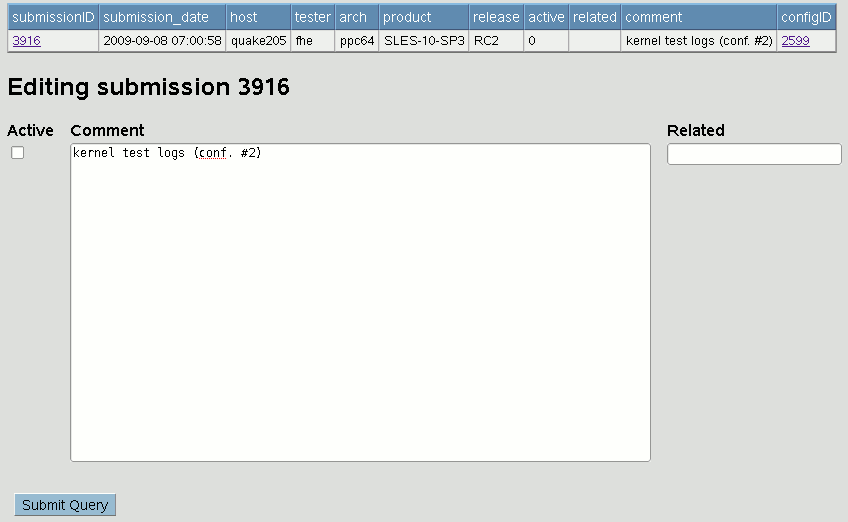 submissionID submission_date host tester arch product release active related comment configID
3916 2009-09-08 07:00:58 quake205 fhe ppc64 SLES-10-SP3 RC2 0 kernel test logs (conf. #2) 2599
Editing submission 3916
Active Comment Related
kernel test logs (conf. #2)
Submit Query